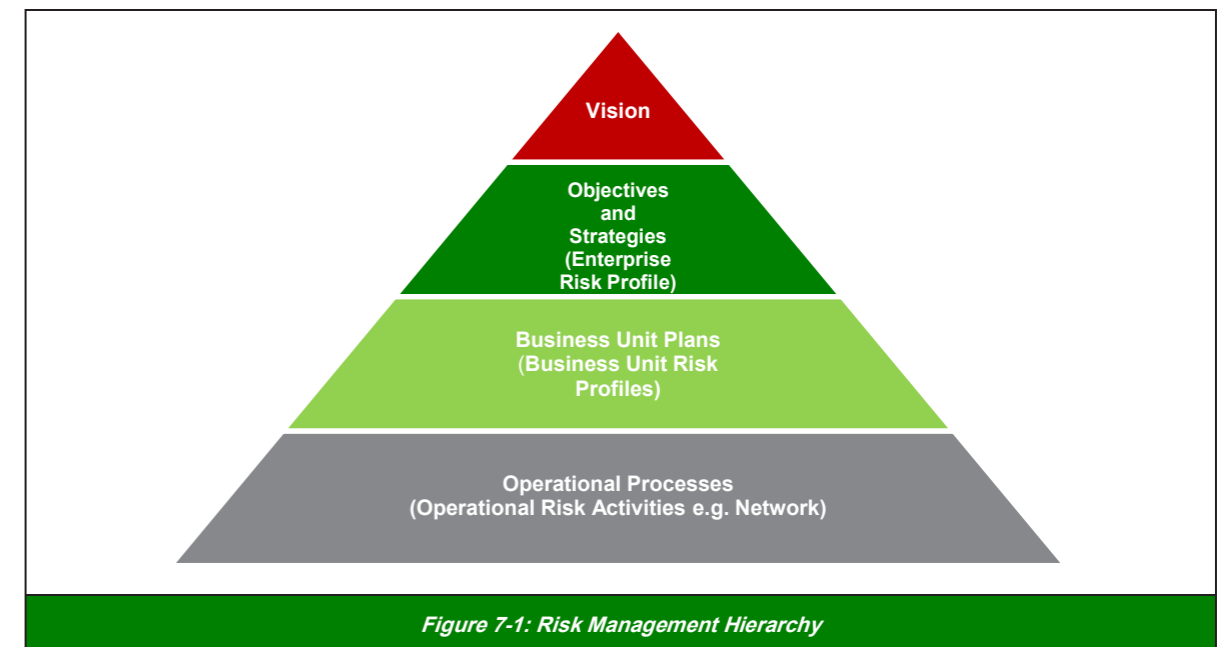 Vision
Objectives
and
Strategies
(Enterprise
Risk Profile)
Business Unit Plans
(Business Unit Risk
Profiles)
Operational Processes
(Operational Risk Activities e.g. Network)
Figure 7-1: Risk Management Hierarchy